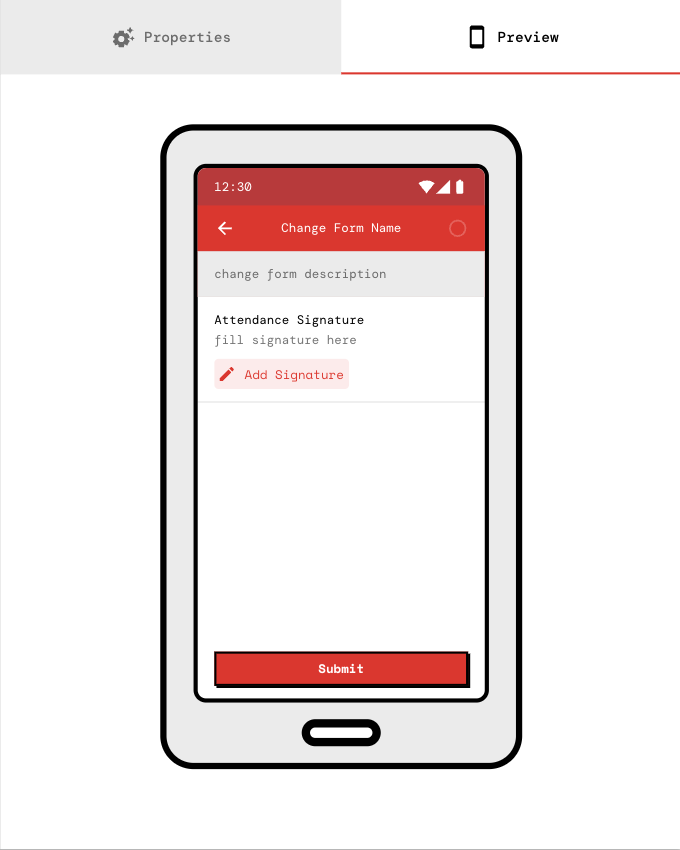 Properties
Preview
12:30
Change Form Name
change form description
Attendance Signature
fill signature here
Add Signature
Submit